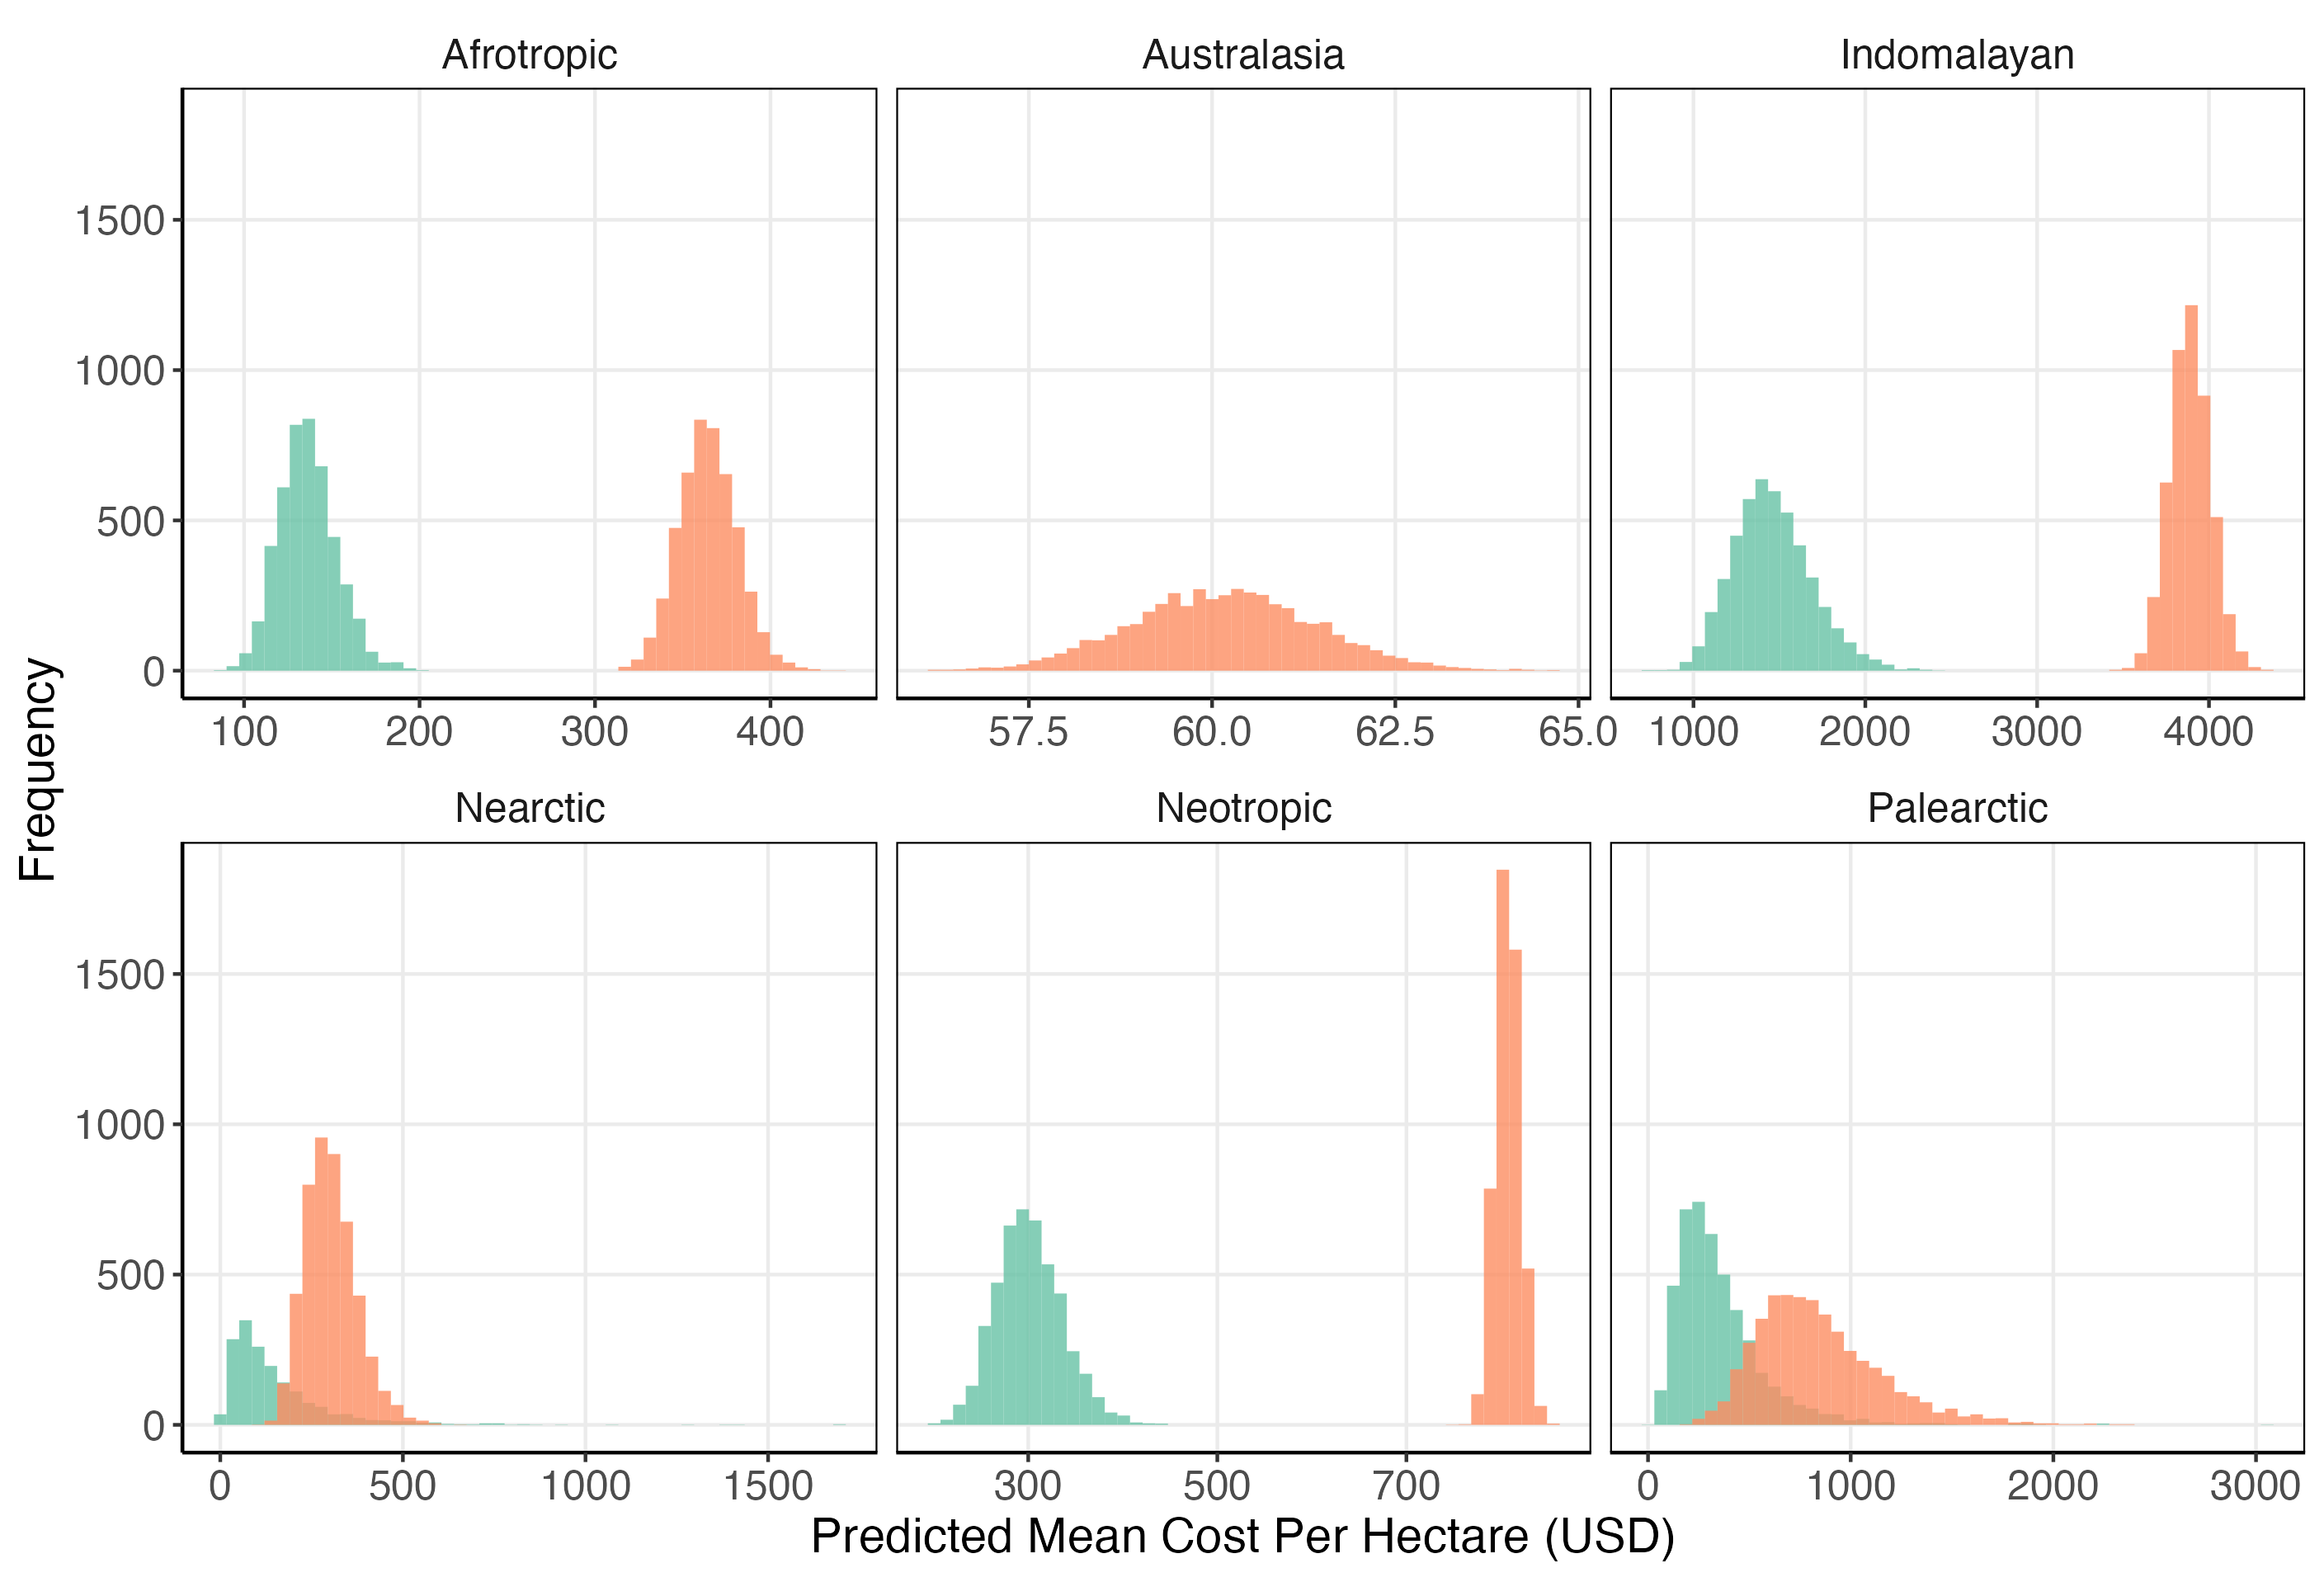 Afrotropic
Australasia
Indomalayan
1500
1000
500
0
100 200 300 400
57.5 60.0 62.5 65.0
1000 2000 3000 4000
Frequency
Nearctic
Neotropic
Palearctic
1500
1000
500
0
0 500 1000 1500
300 500 700
0 1000 2000 3000
Predicted Mean Cost Per Hectare (USD)